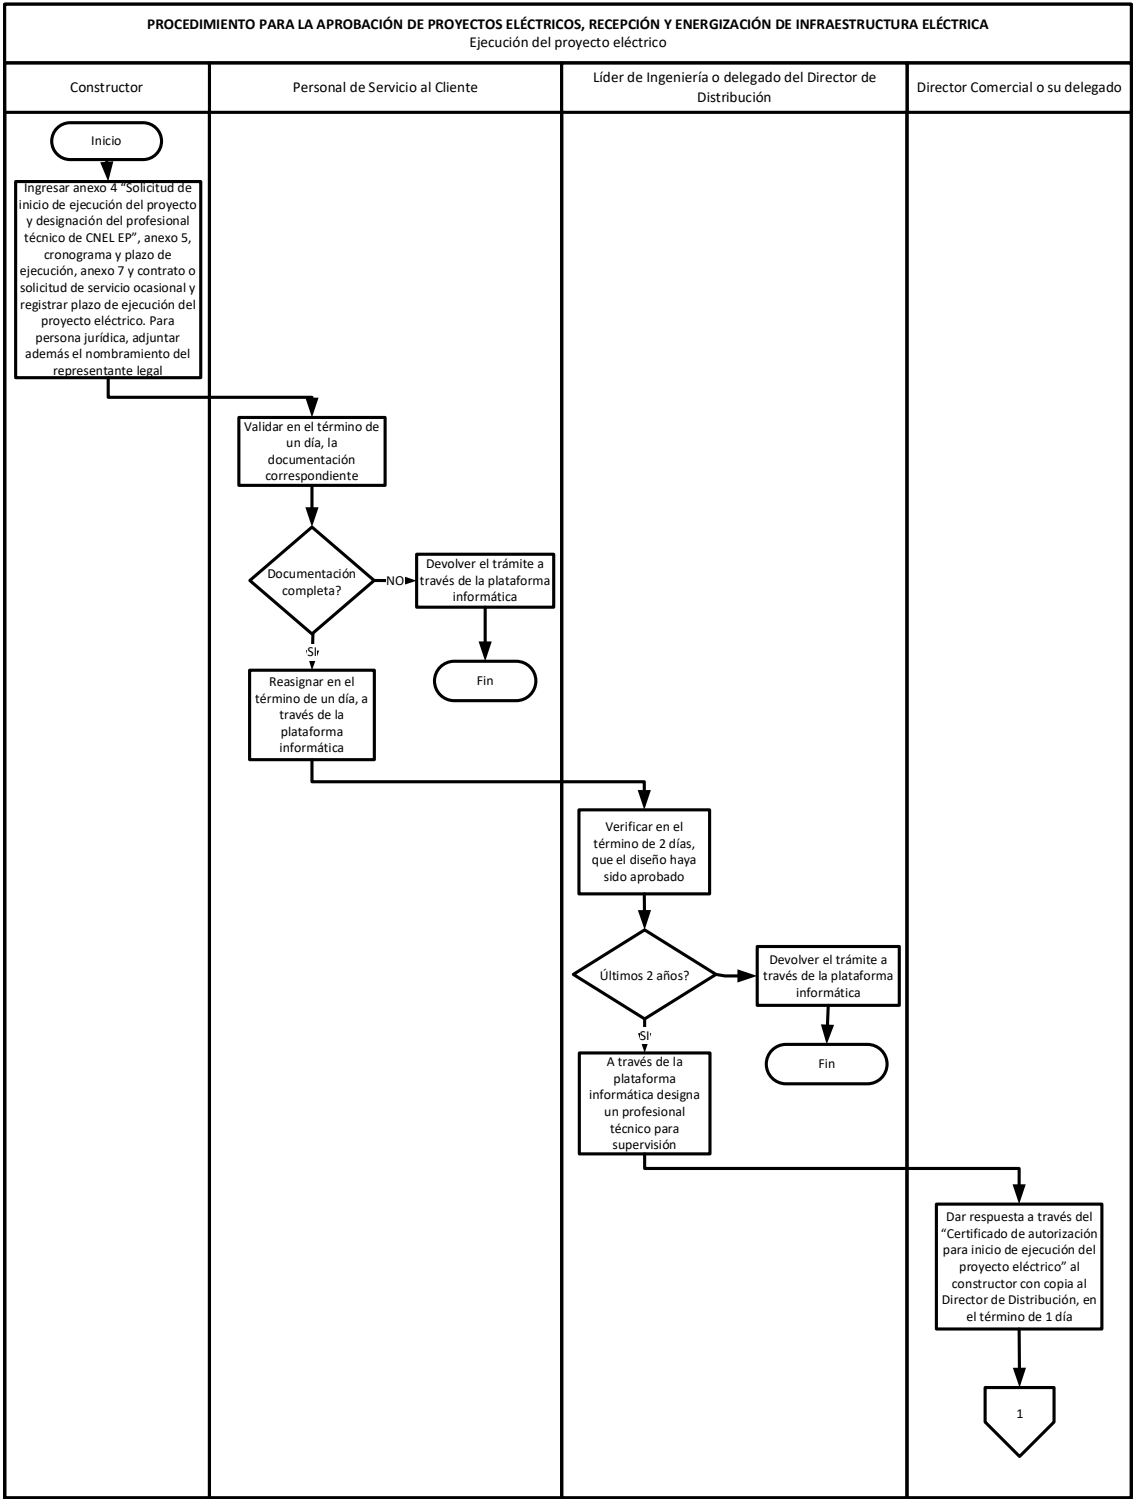 PROCEDIMIENTO PARA LA APROBACIÓN DE PROYECTOS ELÉCTRICOS, RECEPCIÓN Y ENERGIZACIÓN DE INFRAESTRUCTURA ELÉCTRICA
Ejecución del proyecto eléctrico
Constructor
Personal de Servicio al Cliente
Líder de Ingeniería o delegado del Director de
Distribución
Director Comercial o su delegado
Inicio
Ingresar anexo 4 “Solicitud de
inicio de ejecución del proyecto
y designación del profesional
técnico de CNEL EP”, anexo 5,
cronograma y plazo de
ejecución, anexo 7 y contrato o
solicitud de servicio ocasional y
registrar plazo de ejecución del
proyecto eléctrico. Para
persona jurídica, adjuntar
además el nombramiento del
representante legal
Validar en el término de
un día, la
documentación
correspondiente
Documentación
completa?
NO
Devolver el trámite a
través de la plataforma
informática
Fin
SI
Reasignar en el
término de un día, a
través de la
plataforma
informática
Verificar en el
término de 2 días,
que el diseño haya
sido aprobado
Últimos 2 años?
Devolver el trámite a
través de la plataforma
informática
Fin
SI
A través de la
plataforma
informática designa
un profesional
técnico para
supervisión
Dar respuesta a través del
“Certificado de autorización
para inicio de ejecución del
proyecto eléctrico” al
constructor con copia al
Director de Distribución, en
el término de 1 día
1